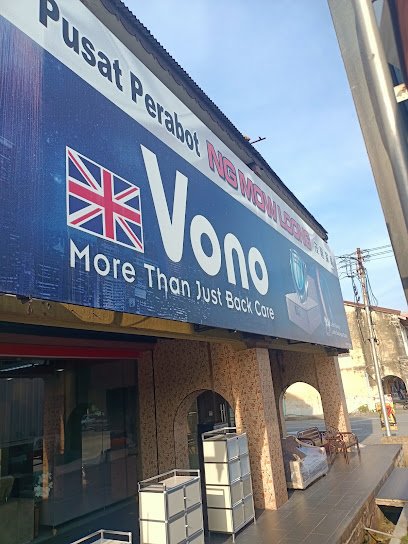 Pusat Perabot NG MOW LOONG
Vono
More Than Just Back Care